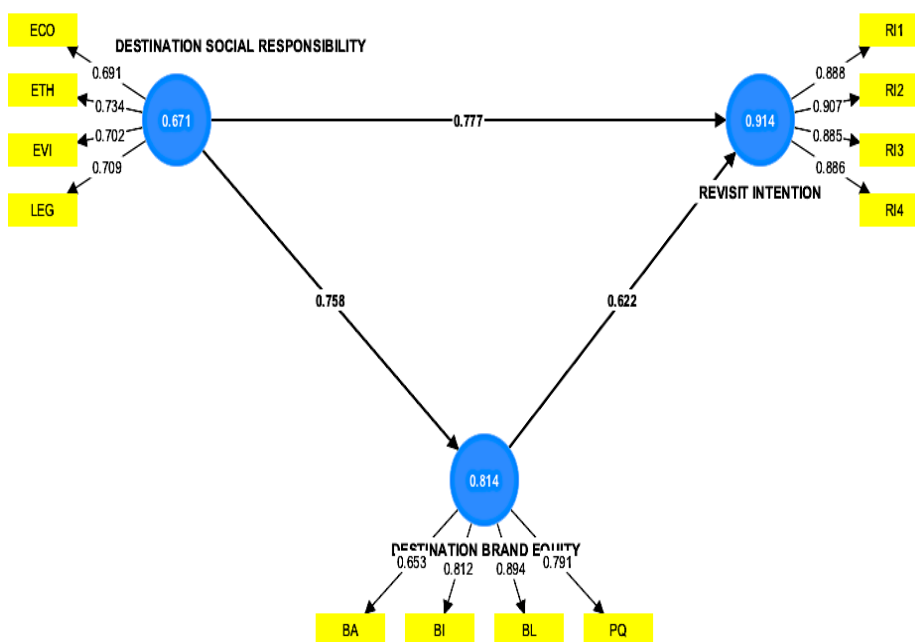 ECO
DESTINATION SOCIAL RESPONSIBILITY
RI1
0.691
0.888
ETH
RI2
0.734
0.907
0.671
0.777
0.914
0.702
0.885
EVI
RI3
0.709
0.886
REVISIT INTENTION
LEG
RI4
0.758
0.622
0.814
DESTINATION BRAND EQUITY
0.653
0.812
0.894
0.791
BA
BI
BL
PQ